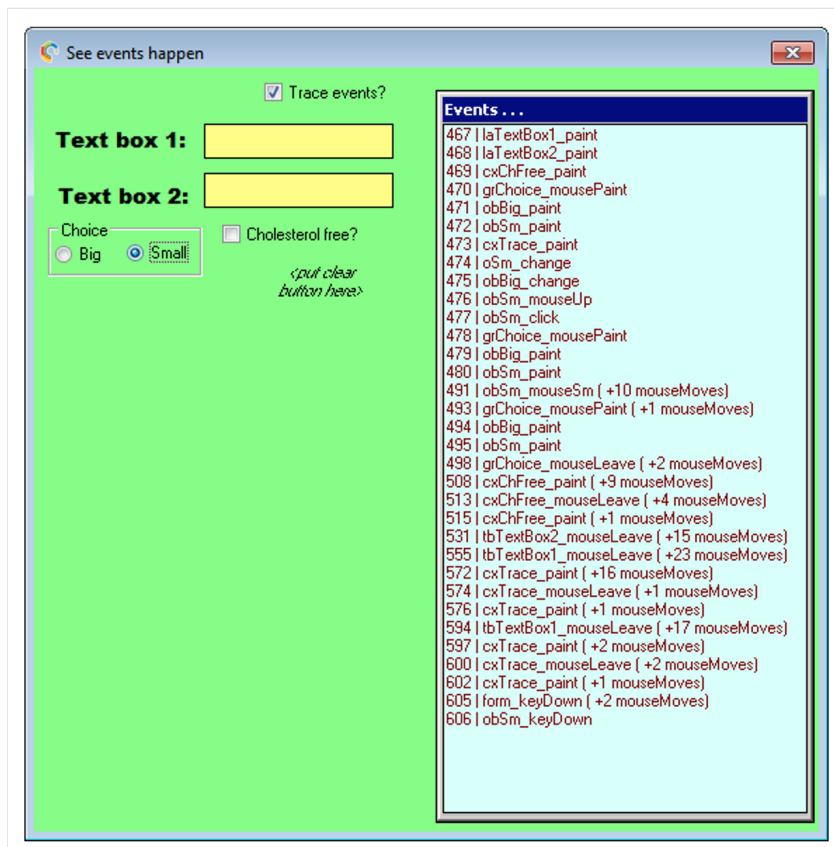 See events happen
Trace events?
Text box 1:
Text box 2:
Choice
Big
Small
Cholesterol free?
<put clear
button here>
Events...
467 | laTextBox1_paint
468 | laTextBox2_paint
469 | cxChFree_paint
470 | grChoice_mousePaint
471 | obBig_paint
472 | obSm_paint
473 | cxTrace_paint
474 | oSm_change
475 | obBig_change
476 | obSm_mouseUp
477 | obSm_click
478 | grChoice_mousePaint
479 | obBig_paint
480 | obSm_paint
491 | obSm_mouseSm ( +10 mouseMoves)
493 | grChoice_mousePaint ( +1 mouseMoves)
494 | obBig_paint
495 | obSm_paint
498 | grChoice_mouseLeave ( +2 mouseMoves)
508 | cxChFree_paint ( +9 mouseMoves)
513 | cxChFree_mouseLeave ( +4 mouseMoves)
515 | cxChFree_paint ( +1 mouseMoves)
531 | tbTextBox2_mouseLeave ( +15 mouseMoves)
555 | tbTextBox1_mouseLeave ( +23 mouseMoves)
572 | cxTrace_paint ( +16 mouseMoves)
574 | cxTrace_mouseLeave ( +1 mouseMoves)
576 | cxTrace_paint ( +1 mouseMoves)
594 | tbTextBox1_mouseLeave ( +17 mouseMoves)
597 | cxTrace_paint ( +2 mouseMoves)
600 | cxTrace_mouseLeave ( +2 mouseMoves)
602 | cxTrace_paint ( +1 mouseMoves)
605 | form_keyDown ( +2 mouseMoves)
606 | obSm_keyDown